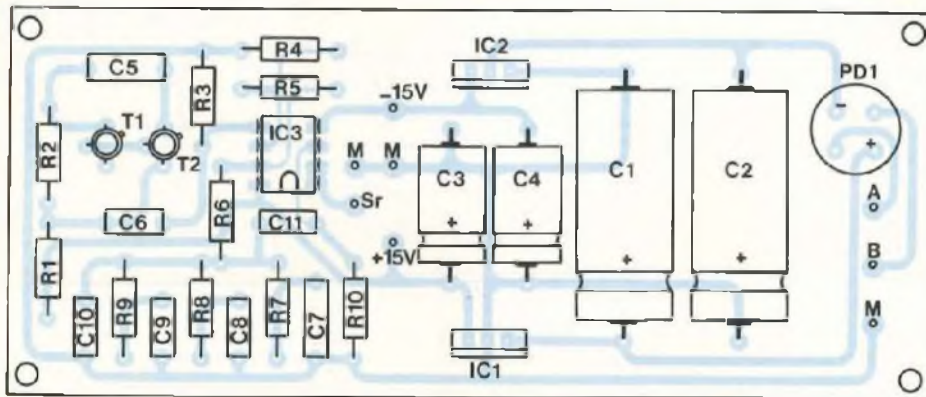 R4
IC2
C5
R3
R5
PD1
-15V
-
T1
IC3
R2
T2
M M
C3
C4
C1
C2
+
A
Sr
R6
C6
C11
+
+
B
R1
+15V
+
+
M
C10
R9
C9
R8
C8
R7
C7
R10
IC1